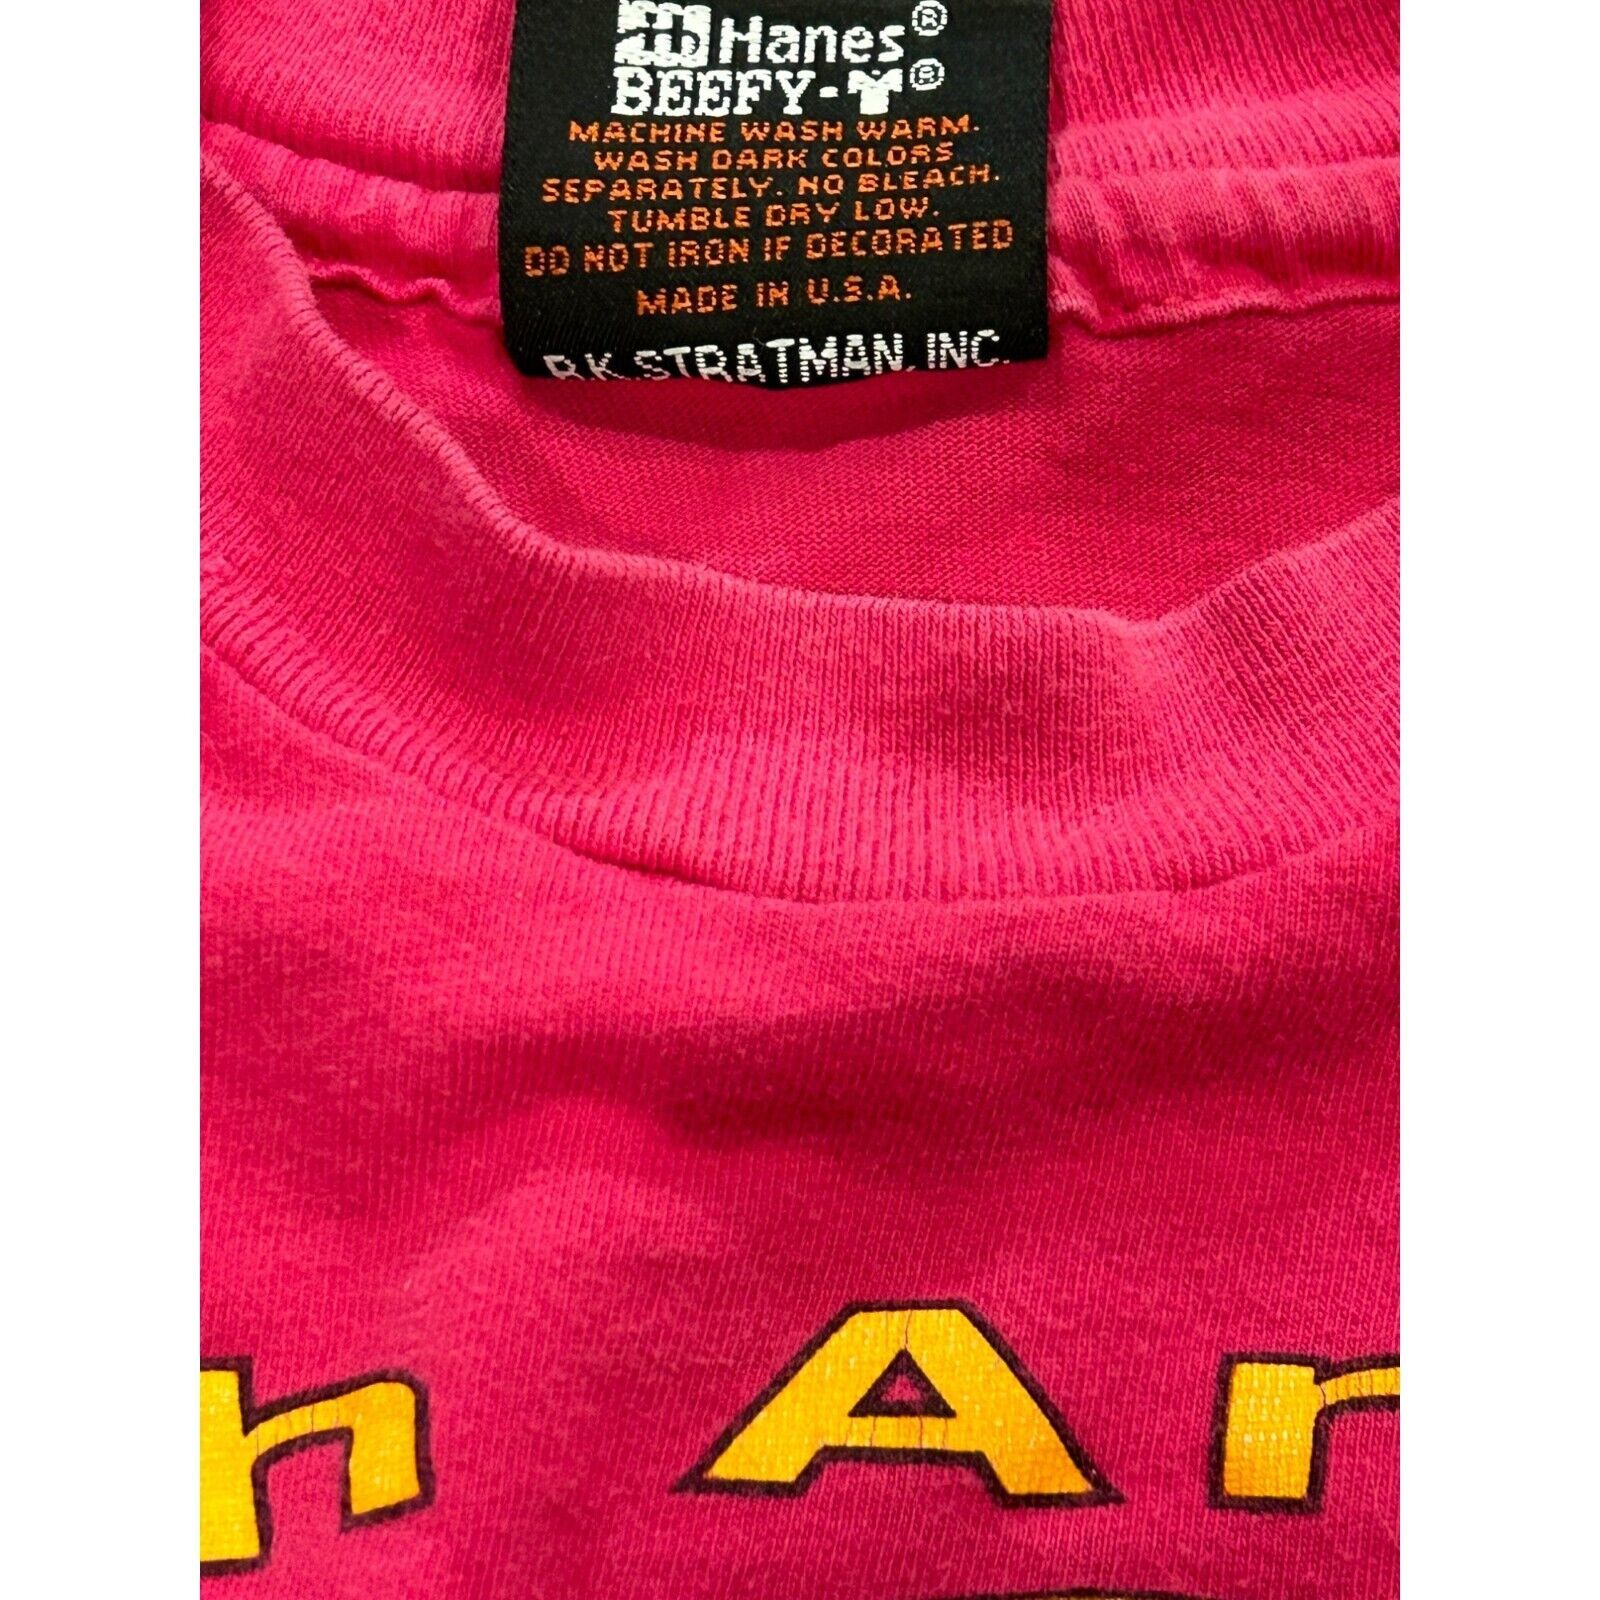 Hanes®
BEEFY-T®
MACHINE WASH WARM.
WASH DARK COLORS
SEPARATELY. NO BLEACH.
TUMBLE DRY LOW.
DO NOT IRON IF DECORATED
MADE IN U.S.A.
R.K. STRATMAN, INC.
h Ar